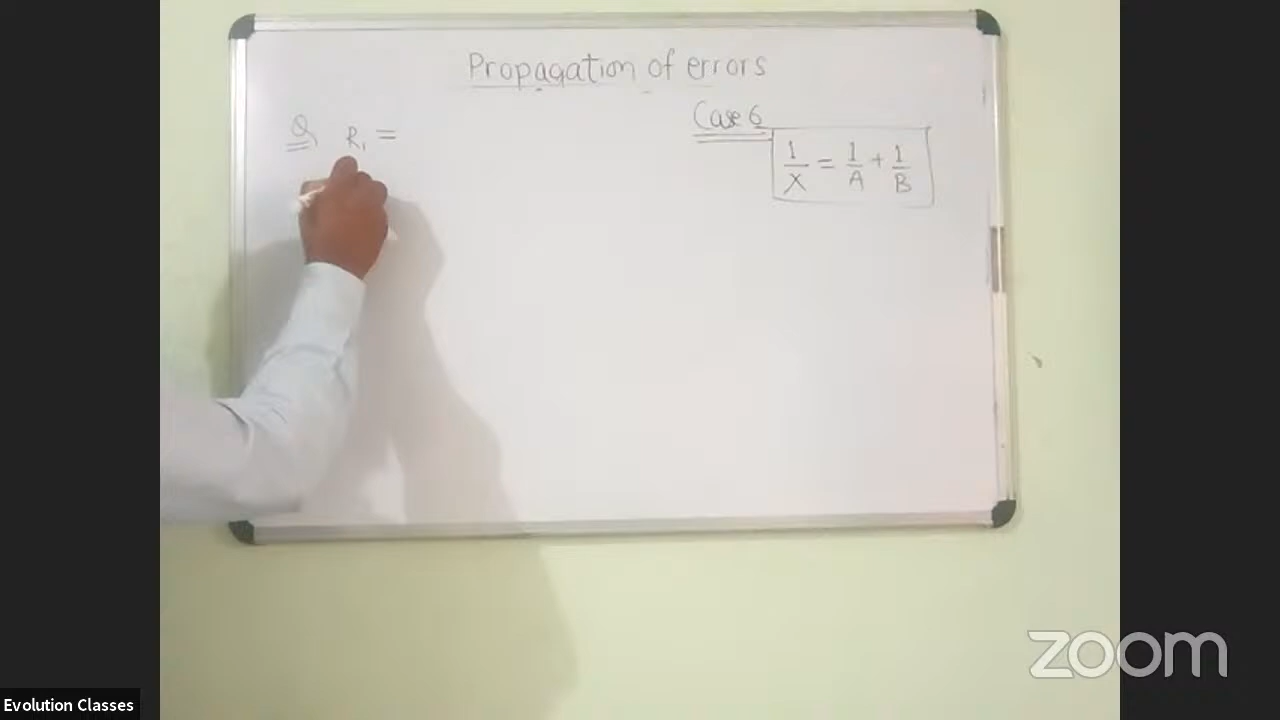 Propagation of errors
Q R₁ =
Case 6
1/X = 1/A + 1/B
zoom
Evolution Classes